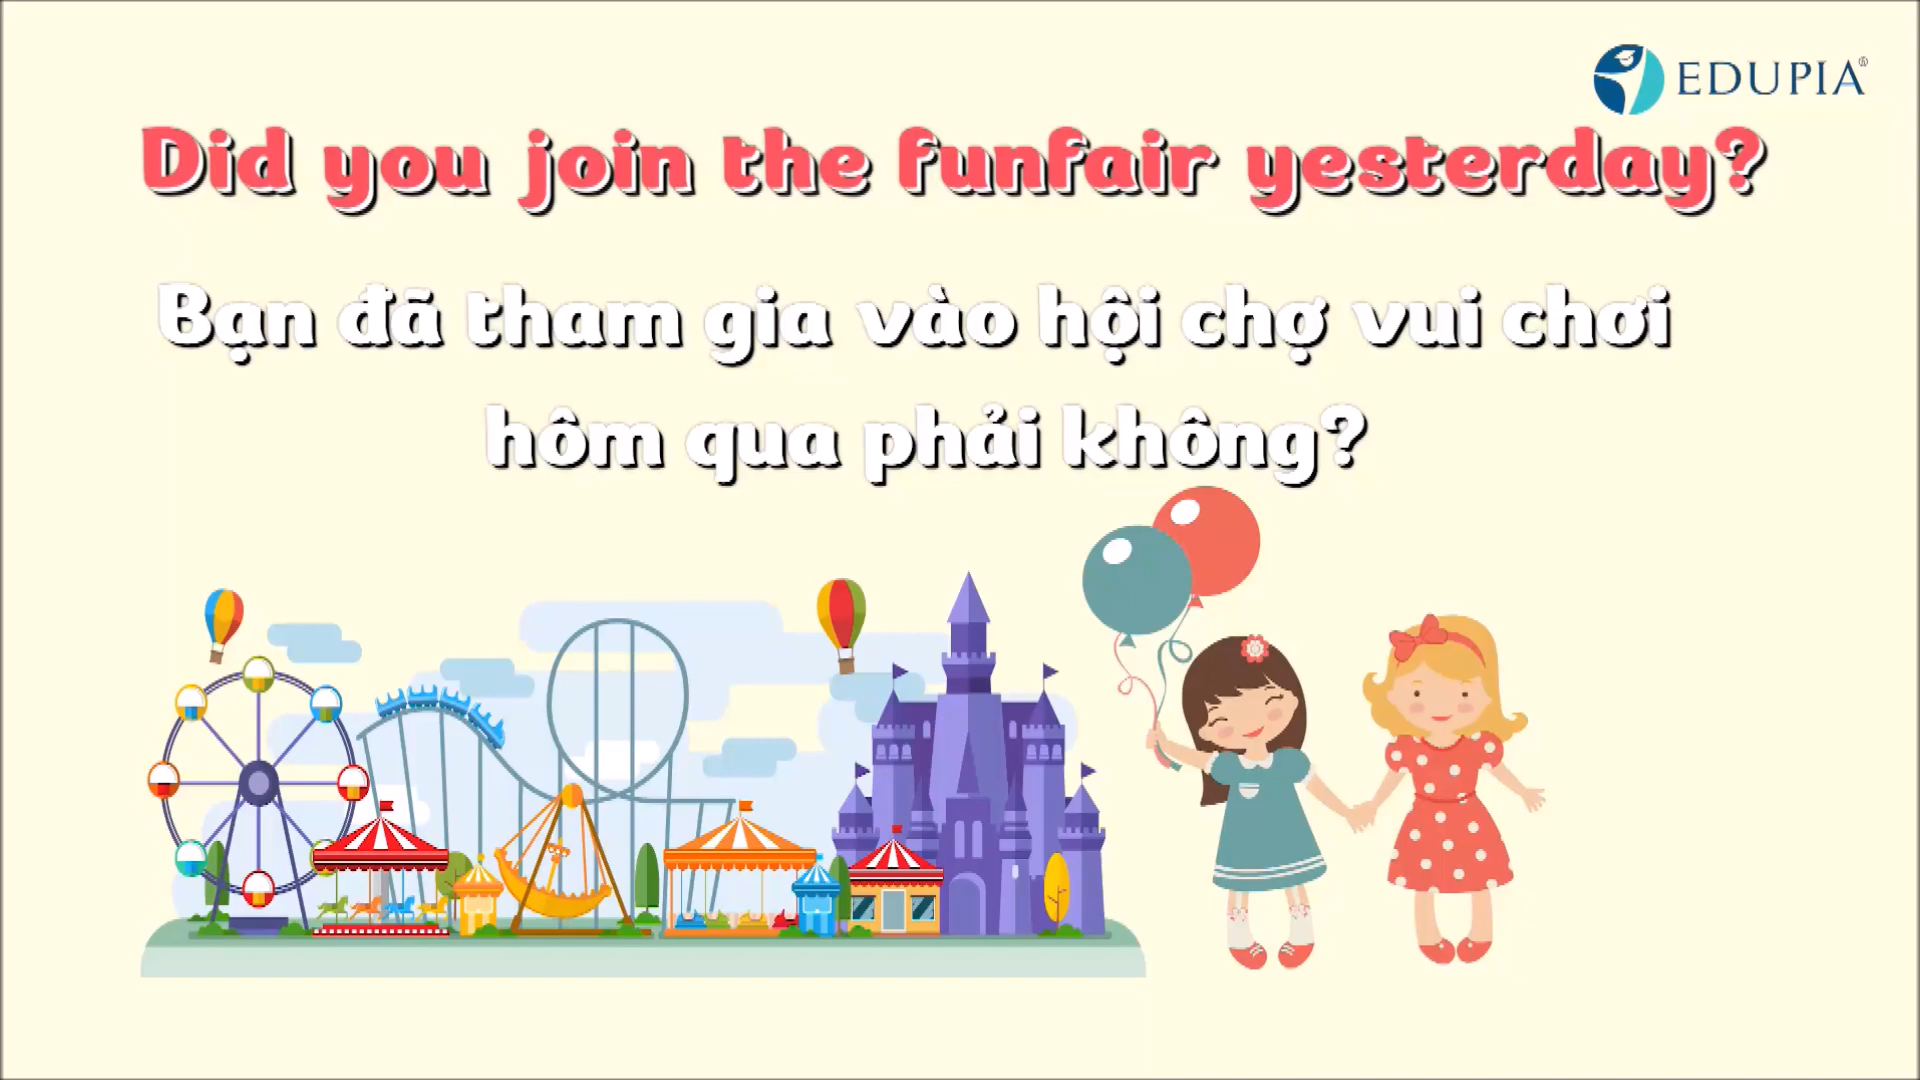 EDUPIA®
Did you join the funfair yesterday?
Bạn đã tham gia vào hội chợ vui chơi
hôm qua phải không?